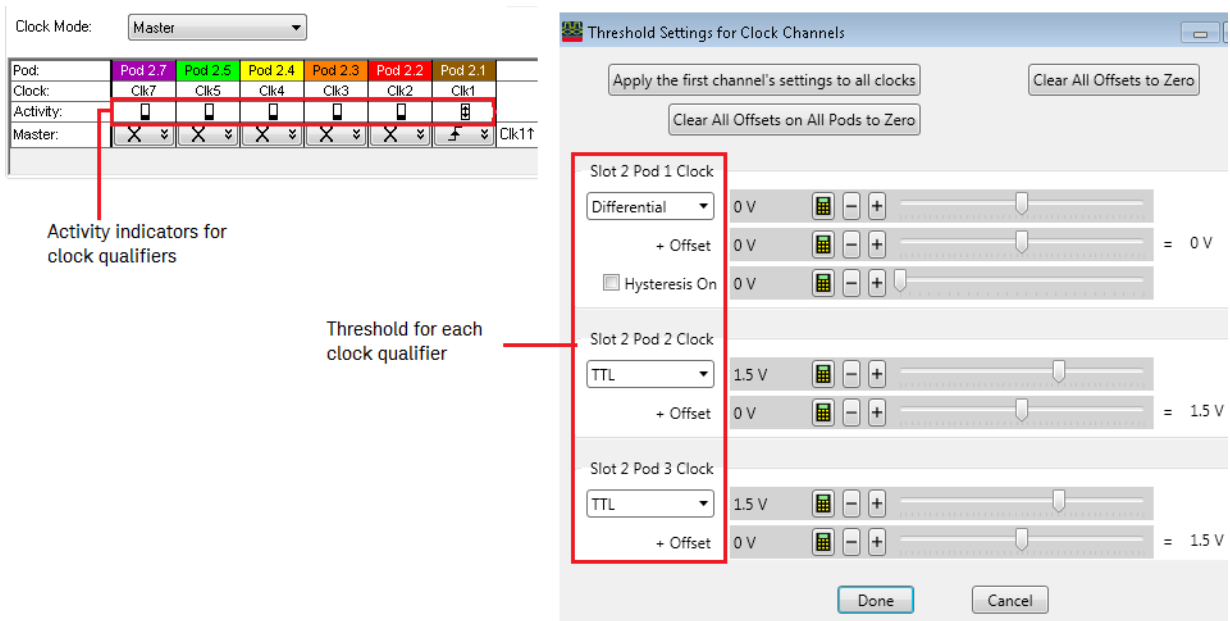 Clock Mode: Master
Pod: Pod 2.7 Pod 2.5 Pod 2.4 Pod 2.3 Pod 2.2 Pod 2.1
Clock: Clk7 Clk5 Clk4 Clk3 Clk2 Clk1
Activity:
Master: X X X X X Clk1↑
Activity indicators for
clock qualifiers
Threshold for each
clock qualifier
Threshold Settings for Clock Channels
Apply the first channel's settings to all clocks
Clear All Offsets to Zero
Clear All Offsets on All Pods to Zero
Slot 2 Pod 1 Clock
Differential 0 V
+ Offset 0 V = 0 V
Hysteresis On 0 V
Slot 2 Pod 2 Clock
TTL 1.5 V
+ Offset 0 V = 1.5 V
Slot 2 Pod 3 Clock
TTL 1.5 V
+ Offset 0 V = 1.5 V
Done Cancel